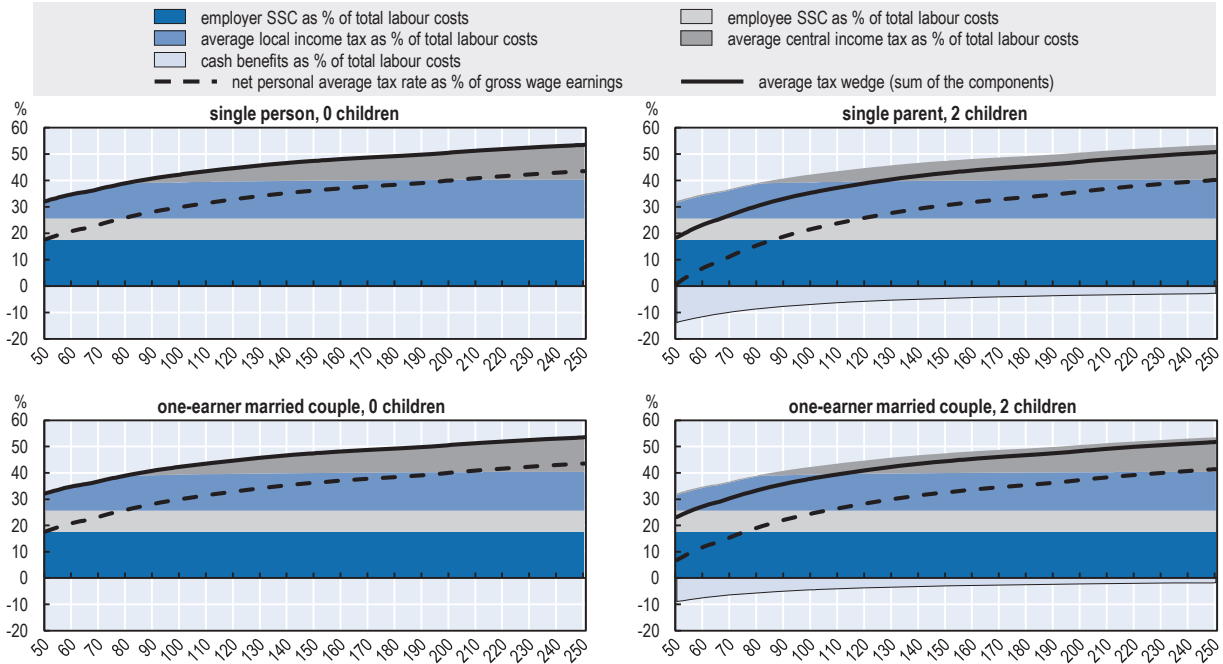 employer SSC as % of total labour costs
employee SSC as % of total labour costs
average local income tax as % of total labour costs
average central income tax as % of total labour costs
cash benefits as % of total labour costs
net personal average tax rate as % of gross wage earnings
average tax wedge (sum of the components)
%
single person, 0 children
60
50
40
30
20
10
0
-10
-20
50 60 70 80 90 100 110 120 130 140 150 160 170 180 190 200 210 220 230 240 250
%
single parent, 2 children
60
50
40
30
20
10
0
-10
-20
50 60 70 80 90 100 110 120 130 140 150 160 170 180 190 200 210 220 230 240 250
%
one-earner married couple, 0 children
60
50
40
30
20
10
0
-10
-20
50 60 70 80 90 100 110 120 130 140 150 160 170 180 190 200 210 220 230 240 250
%
one-earner married couple, 2 children
60
50
40
30
20
10
0
-10
-20
50 60 70 80 90 100 110 120 130 140 150 160 170 180 190 200 210 220 230 240 250